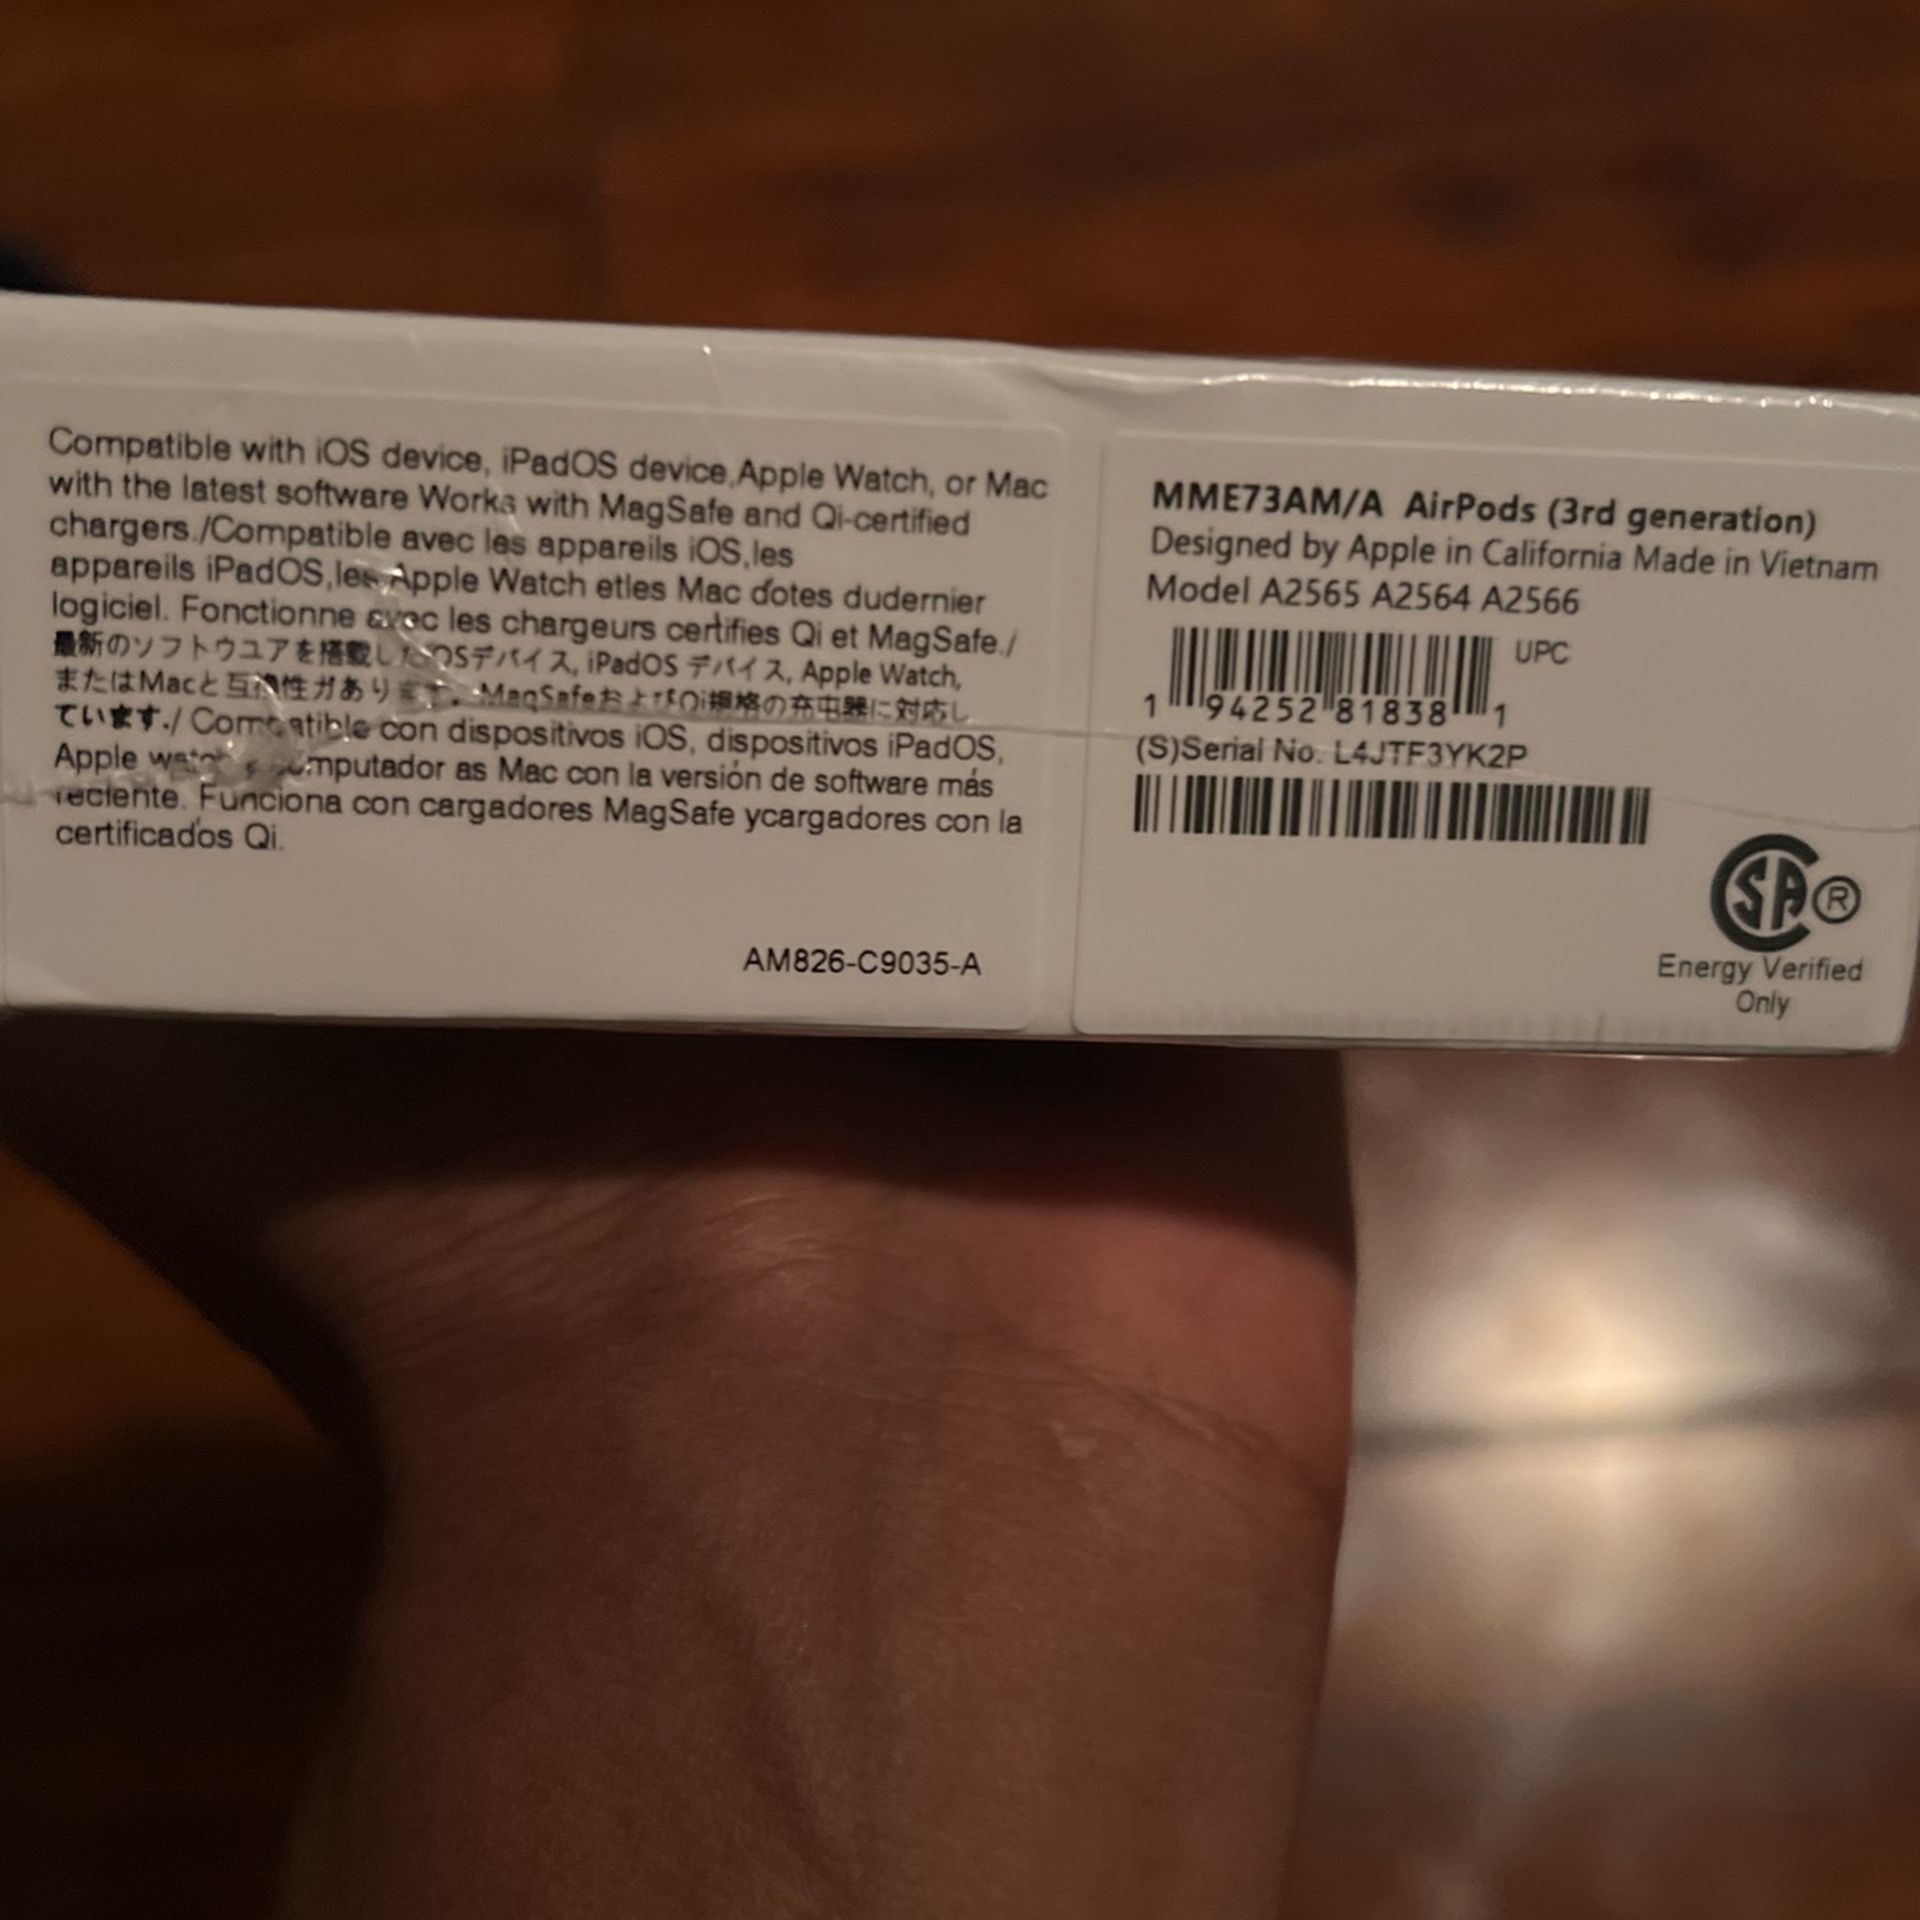 Compatible with iOS device, iPadOS device,Apple Watch, or Mac
with the latest software Works with MagSafe and Qi-certified
chargers./Compatible avec les appareils iOS,les
appareils iPadOS,les Apple Watch etles Mac dotes dudernier
logiciel. Fonctionne avec les chargeurs certifies Qi et MagSafe./
最新のソフトウユアを搭載した OSデバイス, iPadOS デバイス, Apple Watch,
またはMacと互換性ガあります. MagSafeおよびQi規格の充电器に対応し
ています./ Compatible con dispositivos iOS, dispositivos iPadOS,
Apple computador as Mac con la versión de software más
reciente. Funciona con cargadores MagSafe ycargadores con la
certificados Qi.
AM826-C9035-A
MME73AM/A AirPods (3rd generation)
Designed by Apple in California Made in Vietnam
Model A2565 A2564 A2566
UPC
1 94252 81838 1
(S)Serial No. L4JTF3YK2P
SA ®
Energy Verified
Only